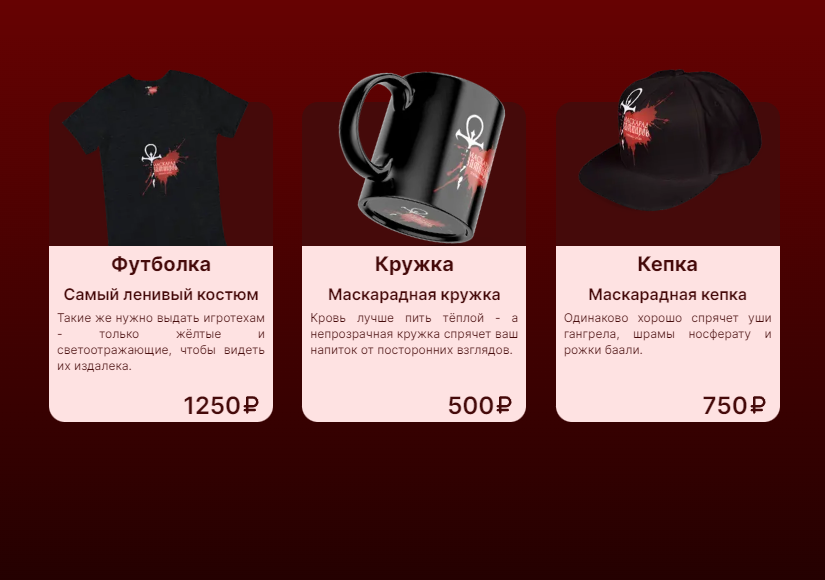 Футболка
Самый ленивый костюм
Такие же нужно выдать игротехам
- только жёлтые и
светоотражающие, чтобы видеть
их издалека.
1250₽
Кружка
Маскарадная кружка
Кровь лучше пить тёплой - а
непрозрачная кружка спрячет ваш
напиток от посторонних взглядов.
500₽
Кепка
Маскарадная кепка
Одинаково хорошо спрячет уши
гангрела, шрамы носферату и
рожки баали.
750₽